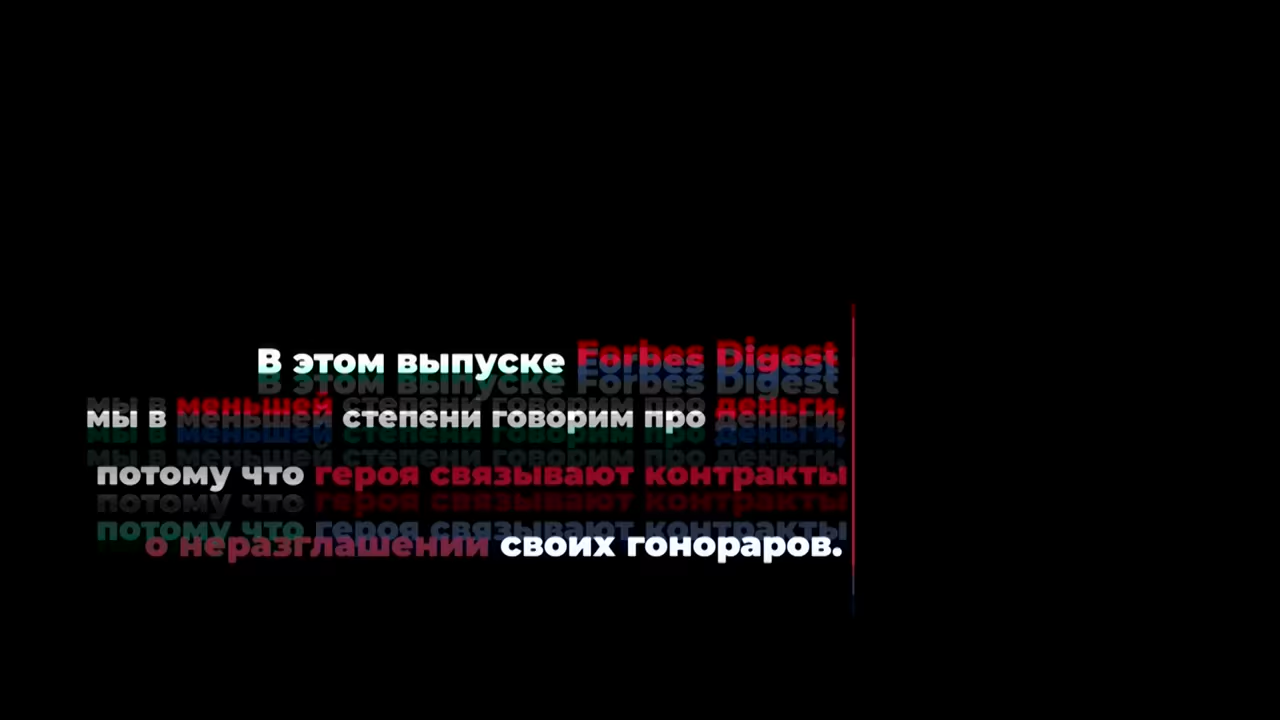 В этом выпуске Forbes Digest
мы в меньшей степени говорим про деньги,
потому что героя связывают контракты
о неразглашении своих гонораров.